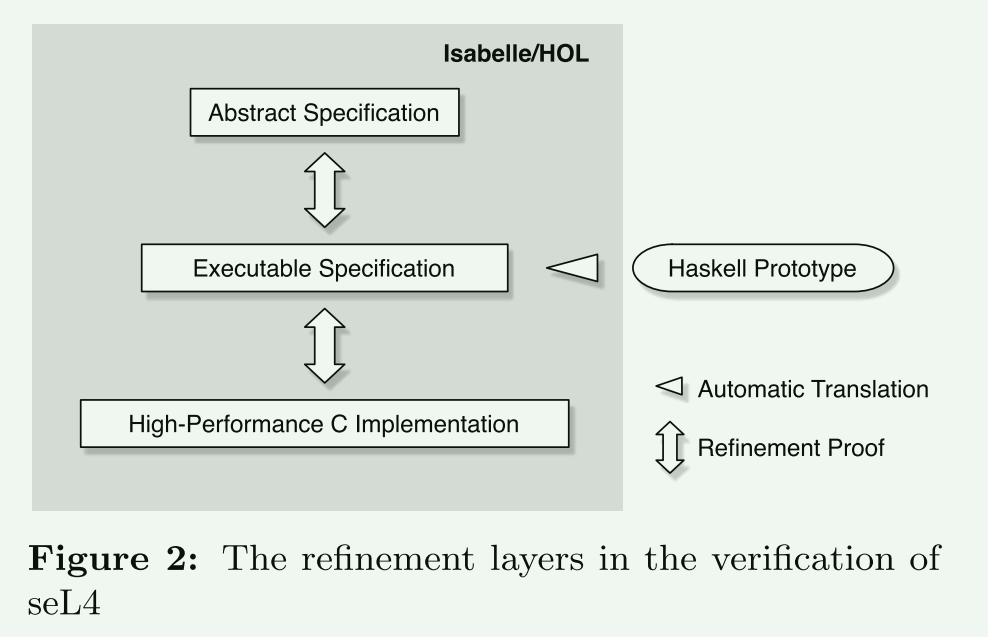 Isabelle/HOL
Abstract Specification
Executable Specification
Haskell Prototype
Automatic Translation
High-Performance C Implementation
Refinement Proof
Figure 2: The refinement layers in the verification of
seL4